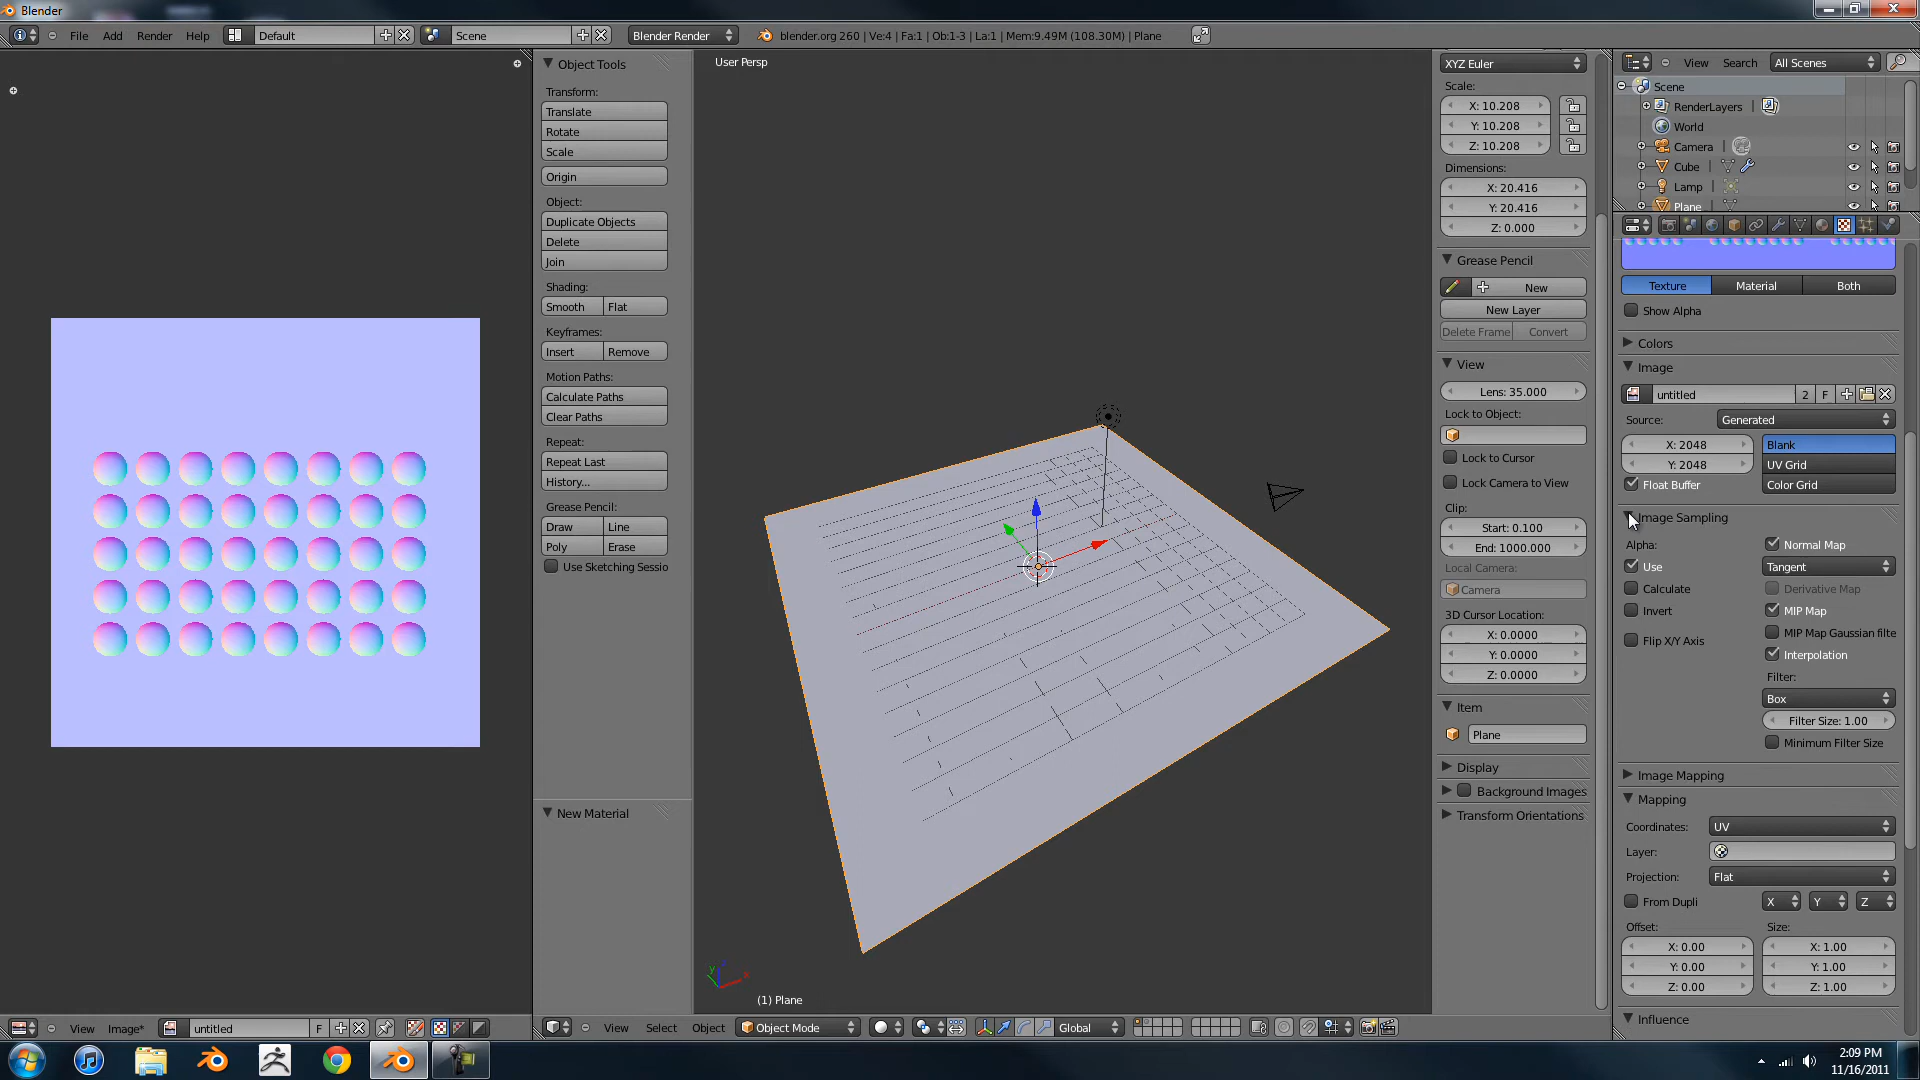 Blender
File Add Render Help Default Scene Blender Render blender.org 260 | Ve:4 | Fa:1 | Ob:1-3 | La:1 | Mem:9.49M (108.30M) | Plane
Object Tools
Transform:
Translate
Rotate
Scale
Origin
Object:
Duplicate Objects
Delete
Join
Shading:
Smooth Flat
Keyframes:
Insert Remove
Motion Paths:
Calculate Paths
Clear Paths
Repeat:
Repeat Last
History...
Grease Pencil:
Draw Line
Poly Erase
Use Sketching Sessio
New Material
User Persp
(1) Plane
XYZ Euler
Scale:
X: 10.208
Y: 10.208
Z: 10.208
Dimensions:
X: 20.416
Y: 20.416
Z: 0.000
Grease Pencil
New
New Layer
Delete Frame Convert
View
Lens: 35.000
Lock to Object:
Lock to Cursor
Lock Camera to View
Clip:
Start: 0.100
End: 1000.000
Local Camera:
Camera
3D Cursor Location:
X: 0.0000
Y: 0.0000
Z: 0.0000
Item
Plane
Display
Background Images
Transform Orientations
View Search All Scenes
Scene
RenderLayers
World
Camera
Cube
Lamp
Plane
Texture Material Both
Show Alpha
Colors
Image
untitled 2 F
Source: Generated
X: 2048 Blank
Y: 2048 UV Grid
Float Buffer Color Grid
Image Sampling
Alpha: Normal Map
Use Tangent
Calculate Derivative Map
Invert MIP Map
MIP Map Gaussian filte
Flip X/Y Axis Interpolation
Filter:
Box
Filter Size: 1.00
Minimum Filter Size
Image Mapping
Mapping
Coordinates: UV
Layer:
Projection: Flat
From Dupli X Y Z
Offset: Size:
X: 0.00 X: 1.00
Y: 0.00 Y: 1.00
Z: 0.00 Z: 1.00
Influence
View Image* untitled F
View Select Object Object Mode Global
2:09 PM
11/16/2011